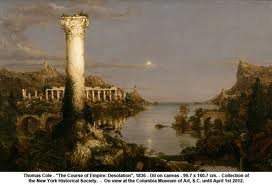 Thomas Cole - "The Course of Empire: Desolation", 1836 - Oil on canvas - 99.7 x 160.7 cm. - Collection of
the New York Historical Society. - On view at the Columbia Museum of Art, S.C. until April 1st 2012.